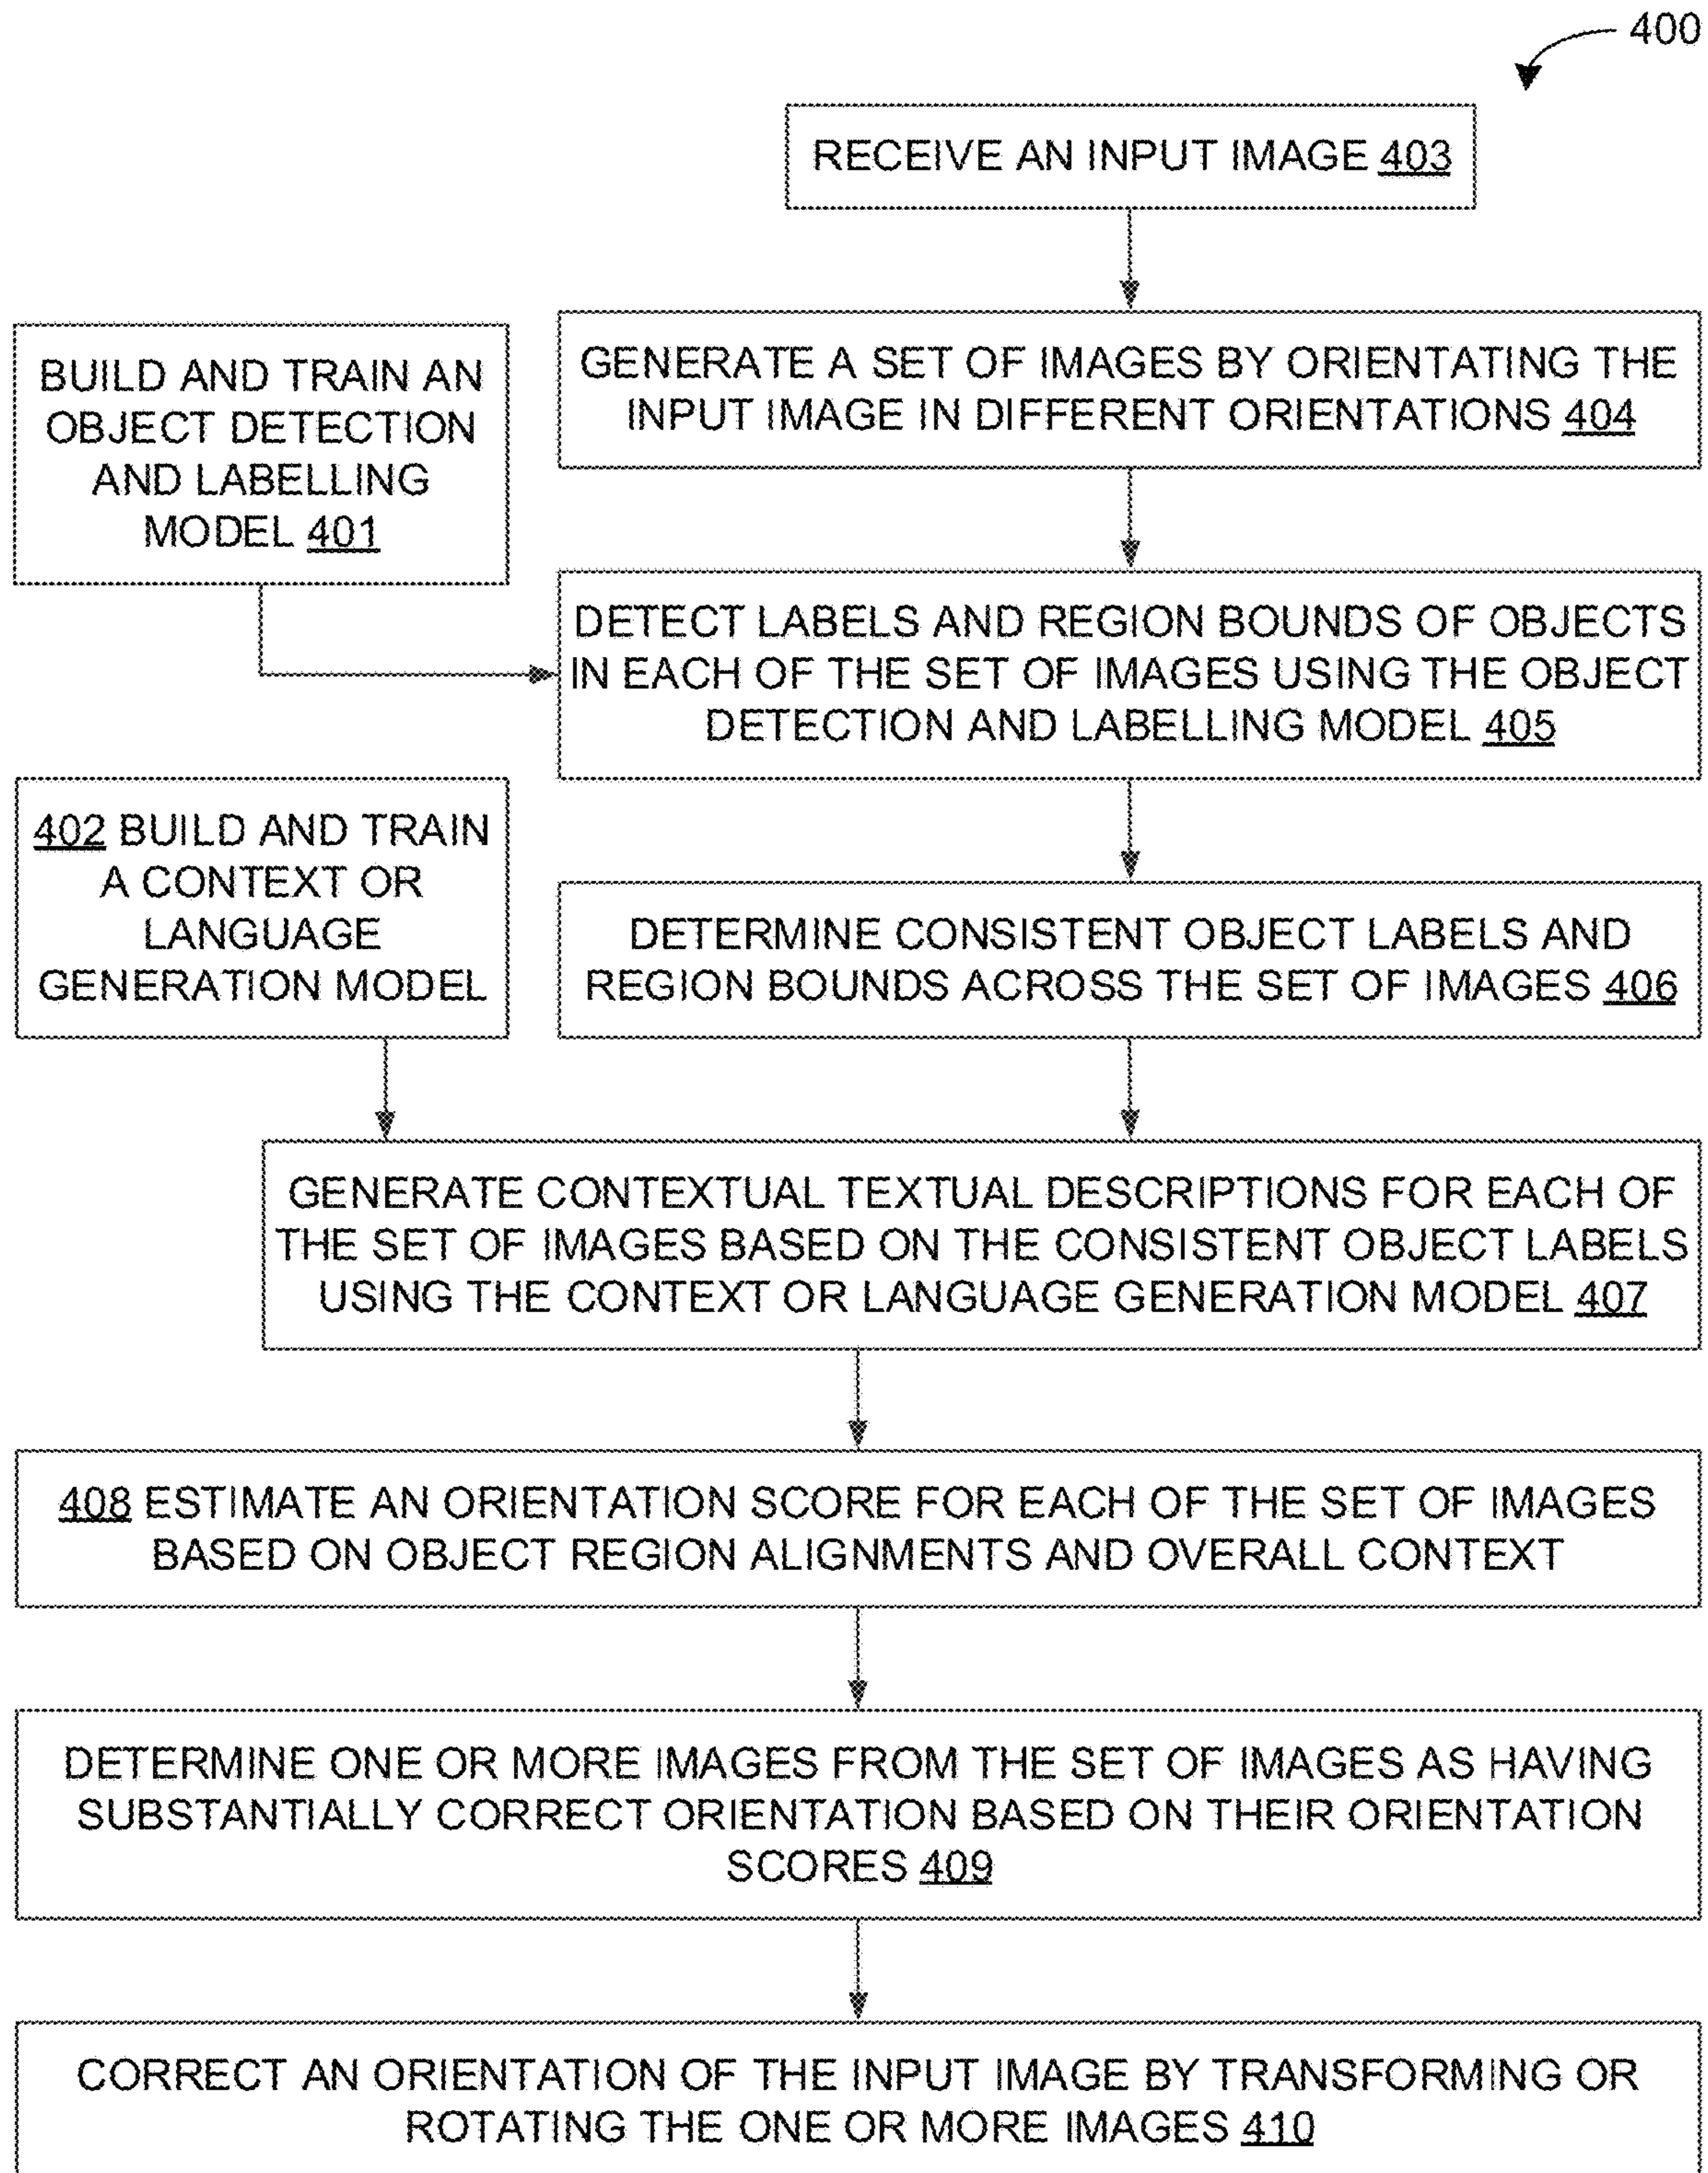 400
RECEIVE AN INPUT IMAGE 403
GENERATE A SET OF IMAGES BY ORIENTATING THE
INPUT IMAGE IN DIFFERENT ORIENTATIONS 404
BUILD AND TRAIN AN
OBJECT DETECTION
AND LABELLING
MODEL 401
DETECT LABELS AND REGION BOUNDS OF OBJECTS
IN EACH OF THE SET OF IMAGES USING THE OBJECT
DETECTION AND LABELLING MODEL 405
402 BUILD AND TRAIN
A CONTEXT OR
LANGUAGE
GENERATION MODEL
DETERMINE CONSISTENT OBJECT LABELS AND
REGION BOUNDS ACROSS THE SET OF IMAGES 406
GENERATE CONTEXTUAL TEXTUAL DESCRIPTIONS FOR EACH OF
THE SET OF IMAGES BASED ON THE CONSISTENT OBJECT LABELS
USING THE CONTEXT OR LANGUAGE GENERATION MODEL 407
408 ESTIMATE AN ORIENTATION SCORE FOR EACH OF THE SET OF IMAGES
BASED ON OBJECT REGION ALIGNMENTS AND OVERALL CONTEXT
DETERMINE ONE OR MORE IMAGES FROM THE SET OF IMAGES AS HAVING
SUBSTANTIALLY CORRECT ORIENTATION BASED ON THEIR ORIENTATION
SCORES 409
CORRECT AN ORIENTATION OF THE INPUT IMAGE BY TRANSFORMING OR
ROTATING THE ONE OR MORE IMAGES 410